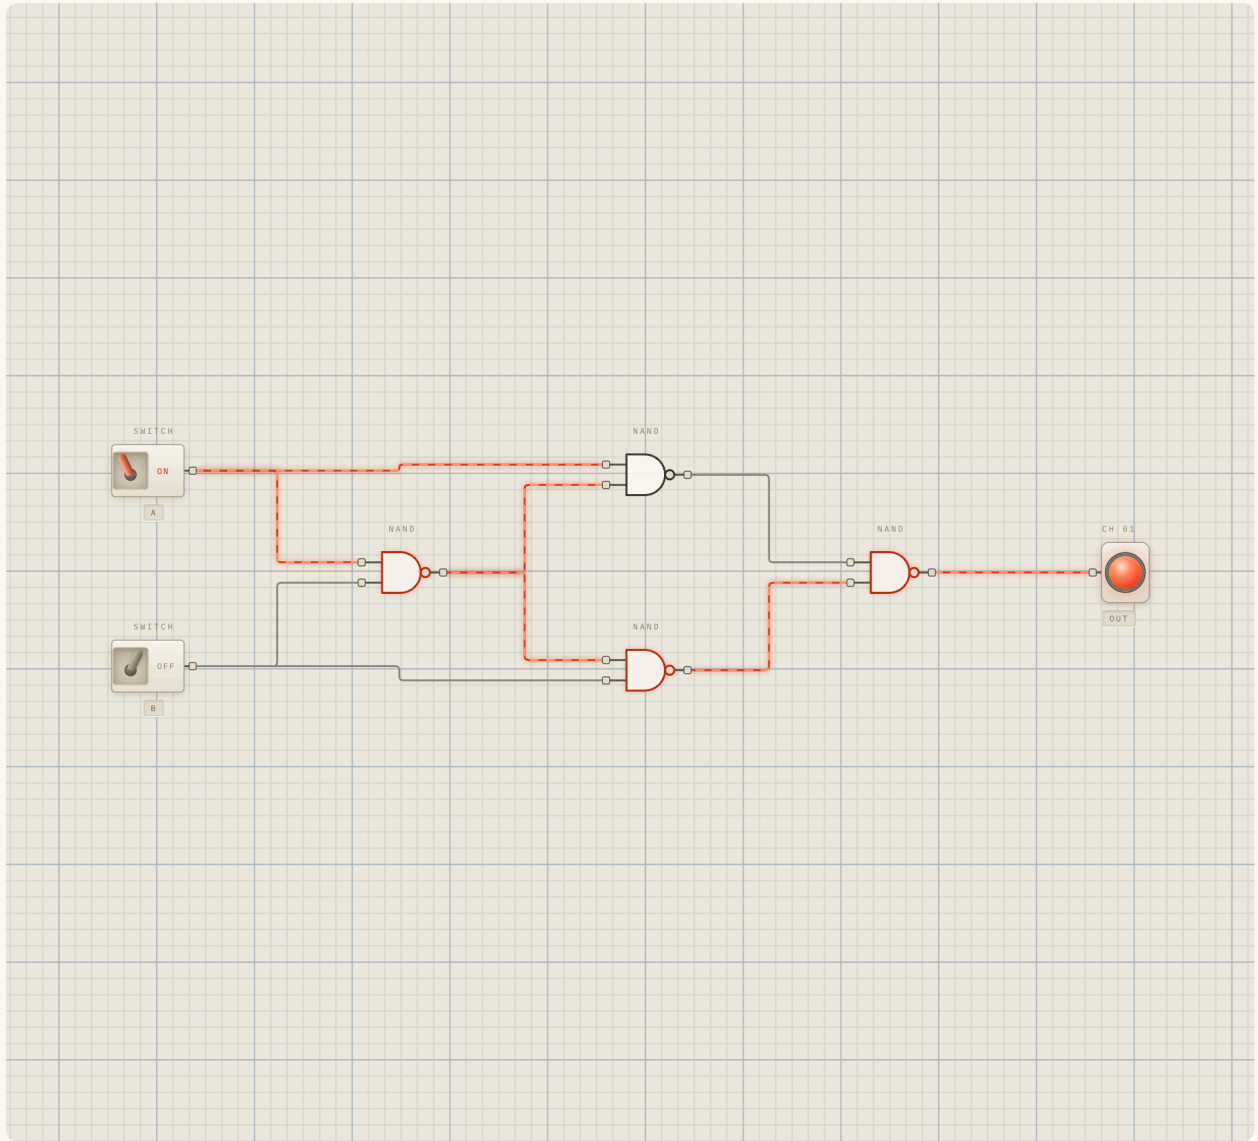 SWITCH
ON
A
NAND
NAND
NAND
CH 01
OUT
SWITCH
OFF
B
NAND